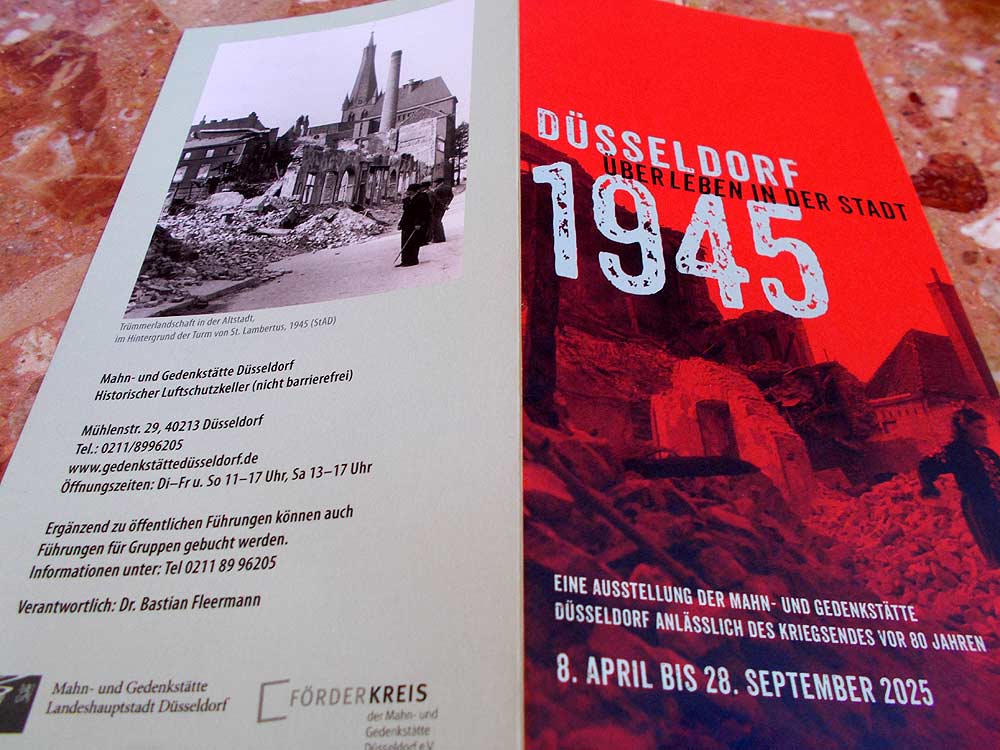 Trümmerlandschaft in der Altstadt,
im Hintergrund der Turm von St. Lambertus, 1945 (StAD)
Mahn- und Gedenkstätte Düsseldorf
Historischer Luftschutzkeller (nicht barrierefrei)
Mühlenstr. 29, 40213 Düsseldorf
Tel.: 0211/8996205
www.gedenkstättedüsseldorf.de
Öffnungszeiten: Di–Fr u. So 11–17 Uhr, Sa 13–17 Uhr
Ergänzend zu öffentlichen Führungen können auch
Führungen für Gruppen gebucht werden.
Informationen unter: Tel 0211 89 96205
Verantwortlich: Dr. Bastian Fleermann
Mahn- und Gedenkstätte
Landeshauptstadt Düsseldorf
FÖRDERKREIS
der Mahn- und
Gedenkstätte
Düsseldorf e.V.
DÜSSELDORF
ÜBERLEBEN IN DER STADT
1945
EINE AUSSTELLUNG DER MAHN- UND GEDENKSTÄTTE
DÜSSELDORF ANLÄSSLICH DES KRIEGSENDES VOR 80 JAHREN
8. APRIL BIS 28. SEPTEMBER 2025